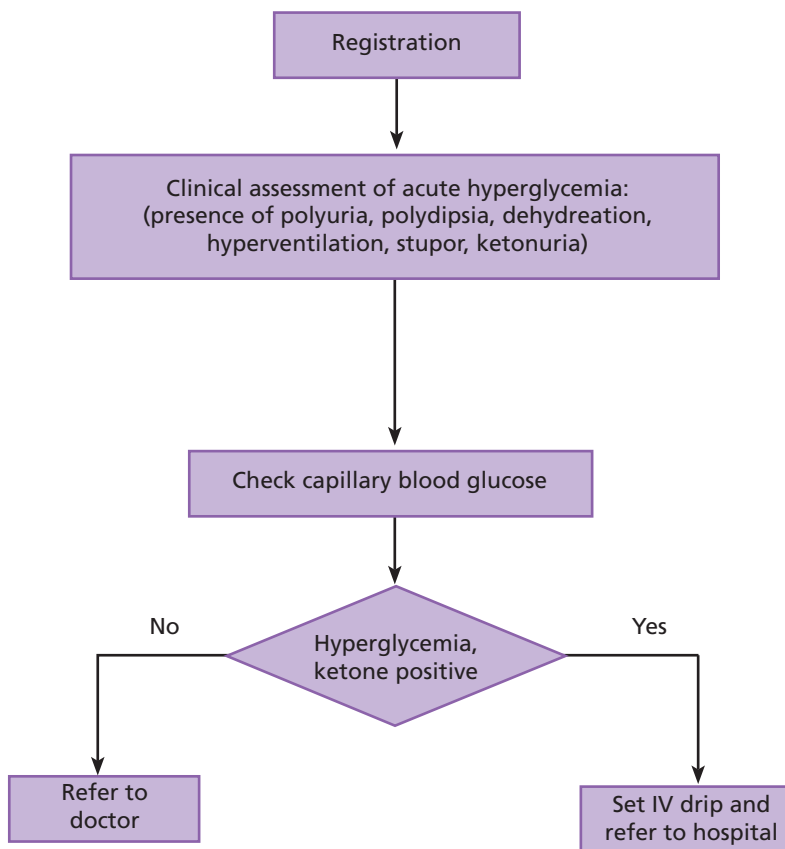 Registration
Clinical assessment of acute hyperglycemia:
(presence of polyuria, polydipsia, dehydreation,
hyperventilation, stupor, ketonuria)
Check capillary blood glucose
No
Hyperglycemia,
ketone positive
Yes
Refer to
doctor
Set IV drip and
refer to hospital